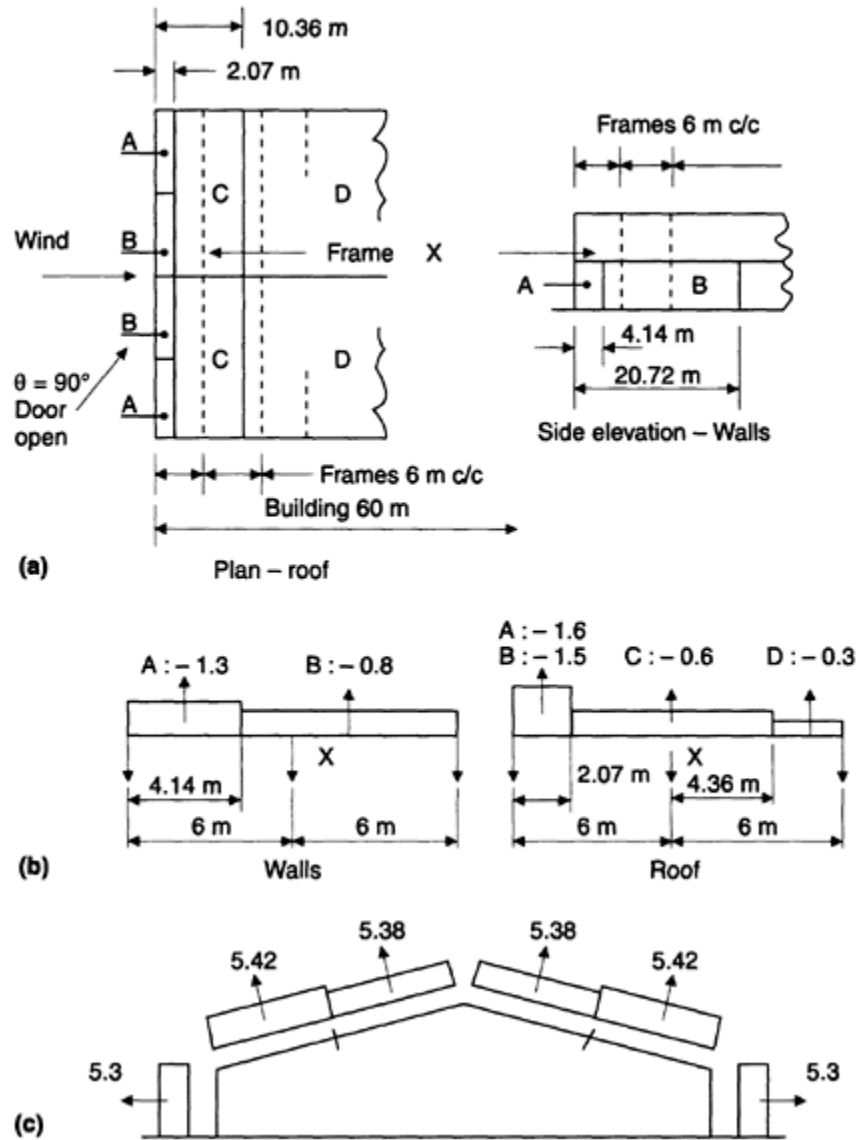 10.36 m
2.07 m
A
B
B
A
C
D
C
D
Wind
Frame X
θ = 90°
Door
open
Frames 6 m c/c
Building 60 m
(a)
Plan – roof
Frames 6 m c/c
A
B
4.14 m
20.72 m
Side elevation – Walls
A : – 1.3
B : – 0.8
X
4.14 m
6 m
6 m
(b)
Walls
A : – 1.6
B : – 1.5
C : – 0.6
D : – 0.3
X
2.07 m
4.36 m
6 m
6 m
Roof
5.38
5.38
5.42
5.42
5.3
5.3
(c)